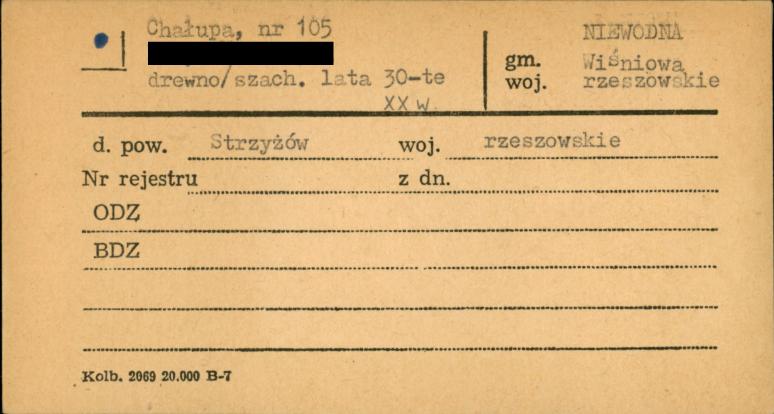 Chałupa, nr 105
drewno/szach. lata 30-te
XX w.
NIEWODNA
gm. Wiśniowa
woj. rzeszowskie
d. pow. Strzyżów woj. rzeszowskie
Nr rejestru z dn.
ODZ
BDZ
Kolb. 2069 20.000 B-7